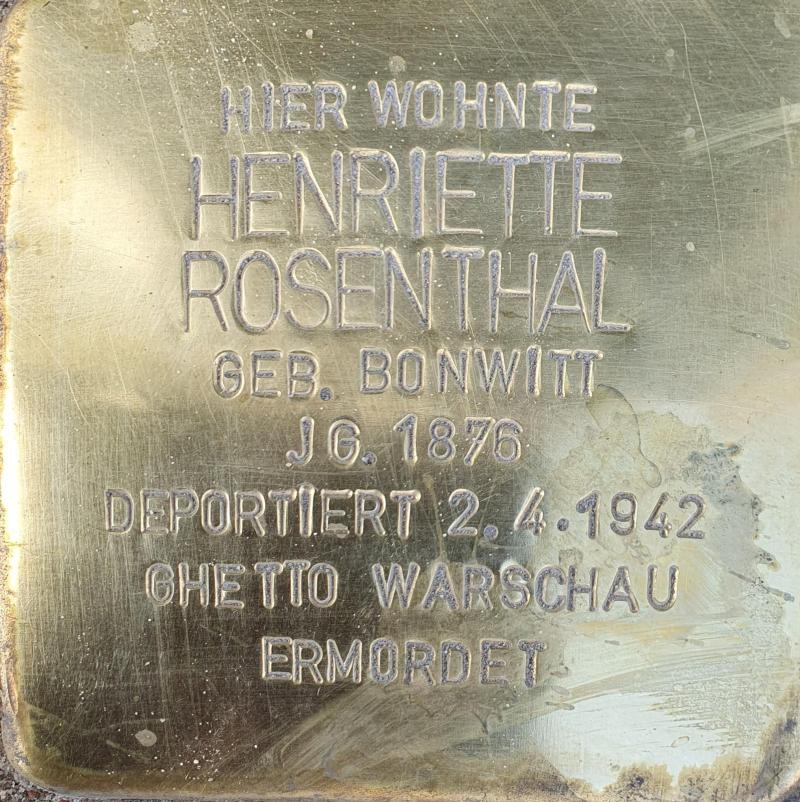 HIER WOHNTE
HENRIETTE
ROSENTHAL
GEB. BONWITT
JG. 1876
DEPORTIERT 2.4.1942
GHETTO WARSCHAU
ERMORDET